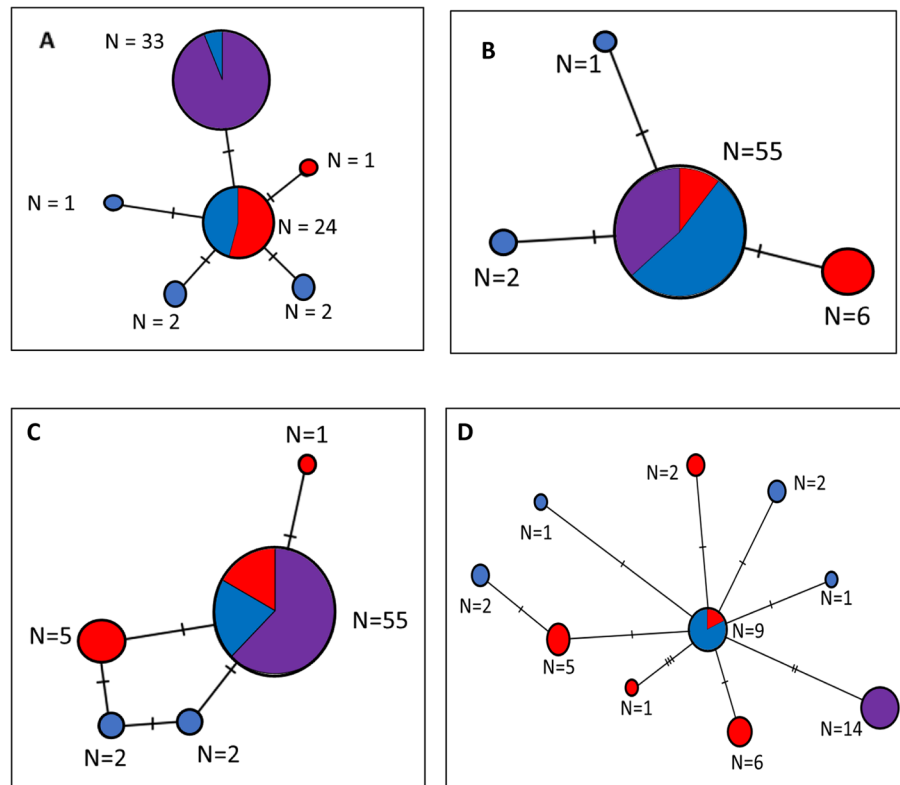 A
N = 33
N = 1
N = 1
N = 24
N = 2
N = 2
B
N=1
N=55
N=2
N=6
C
N=1
N=5
N=55
N=2
N=2
D
N=2
N=2
N=1
N=2
N=1
N=9
N=5
N=1
N=14
N=6